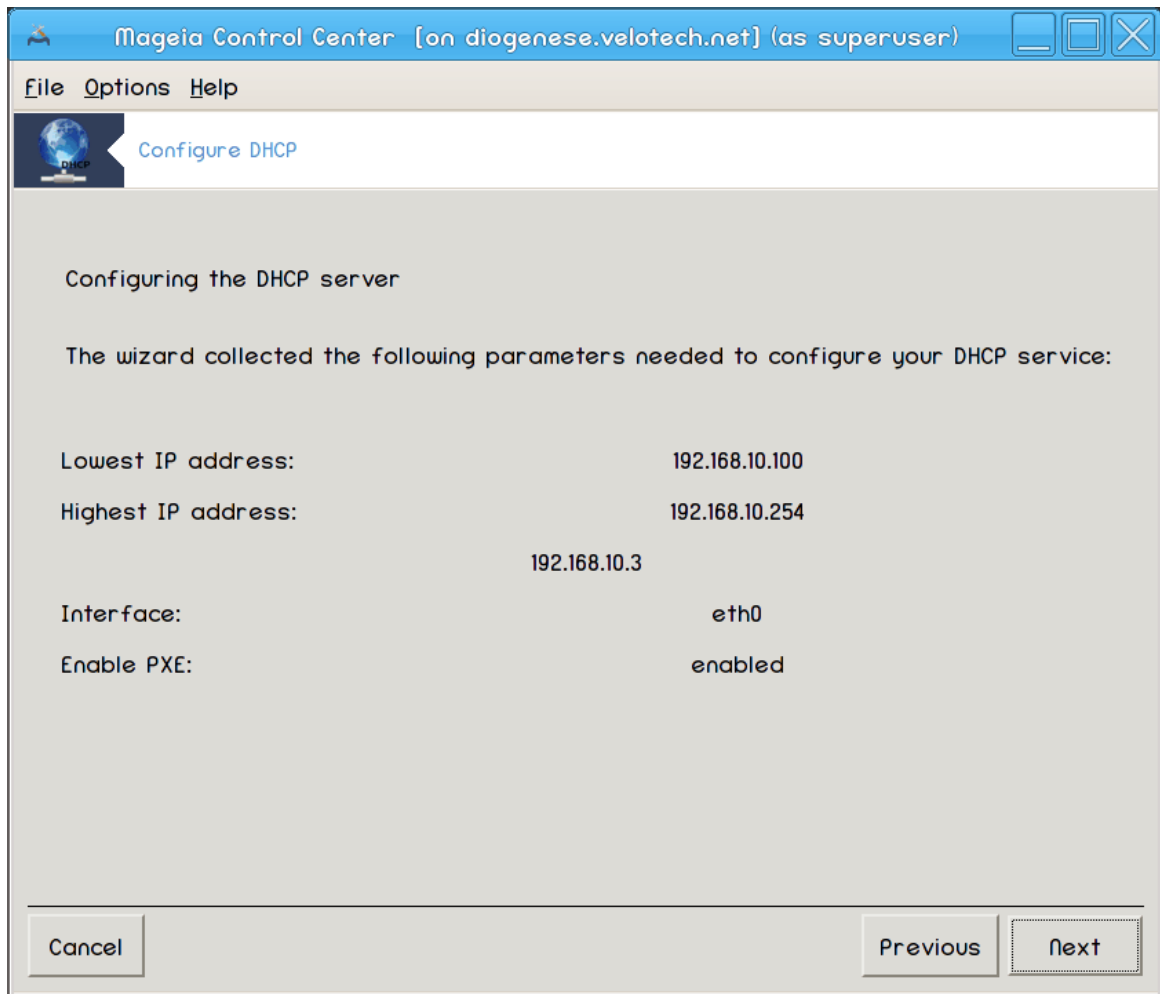 Mageia Control Center [on diogenese.velotech.net] (as superuser)
File Options Help
DHCP
Configure DHCP
Configuring the DHCP server
The wizard collected the following parameters needed to configure your DHCP service:
Lowest IP address: 192.168.10.100
Highest IP address: 192.168.10.254
192.168.10.3
Interface: eth0
Enable PXE: enabled
Cancel Previous Next